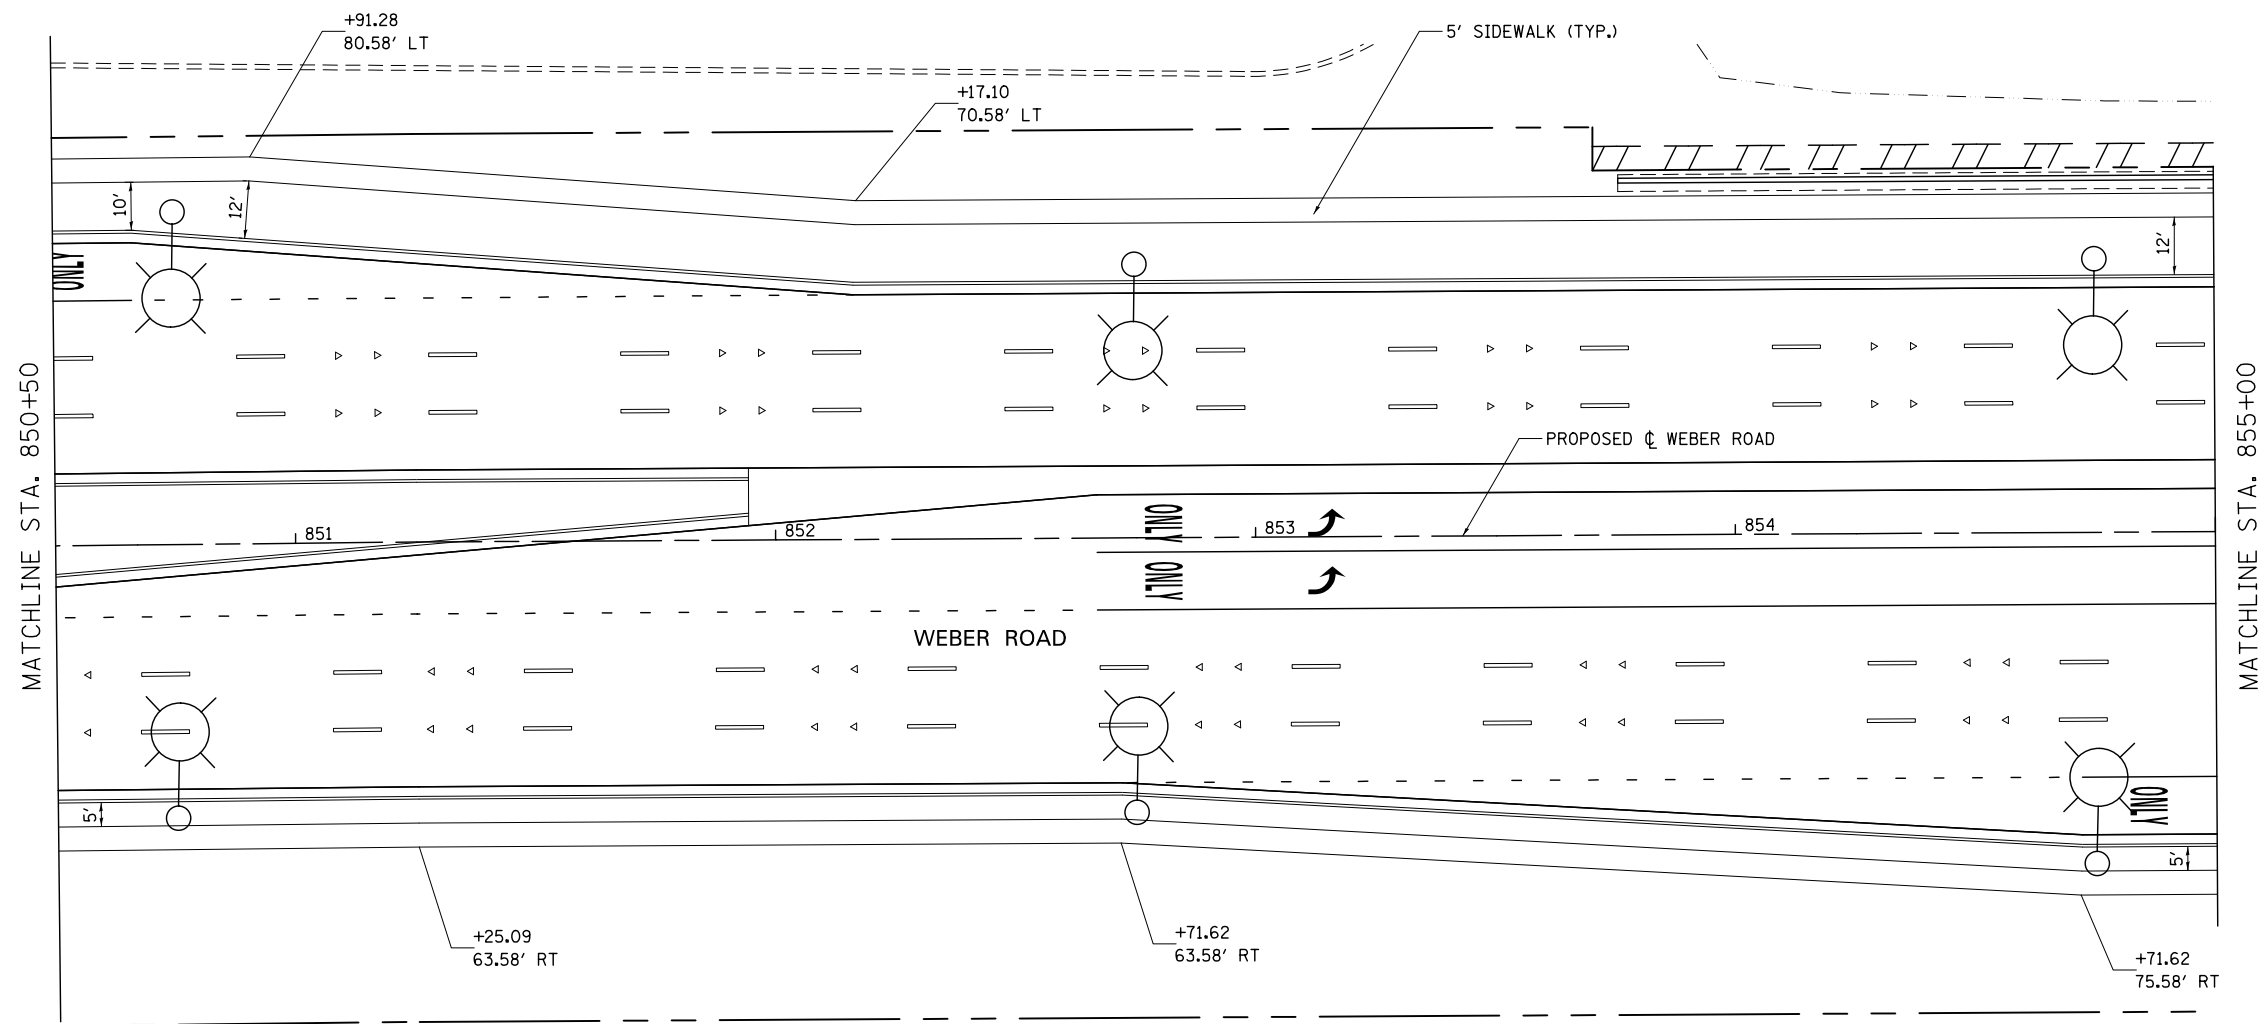 +91.28
80.58' LT
5' SIDEWALK (TYP.)
+17.10
70.58' LT
10'
12'
12'
ONLY
MATCHLINE STA. 850+50
MATCHLINE STA. 855+00
PROPOSED ℄ WEBER ROAD
851
852
853
854
ONLY
ONLY
WEBER ROAD
ONLY
5'
5'
+25.09
63.58' RT
+71.62
63.58' RT
+71.62
75.58' RT